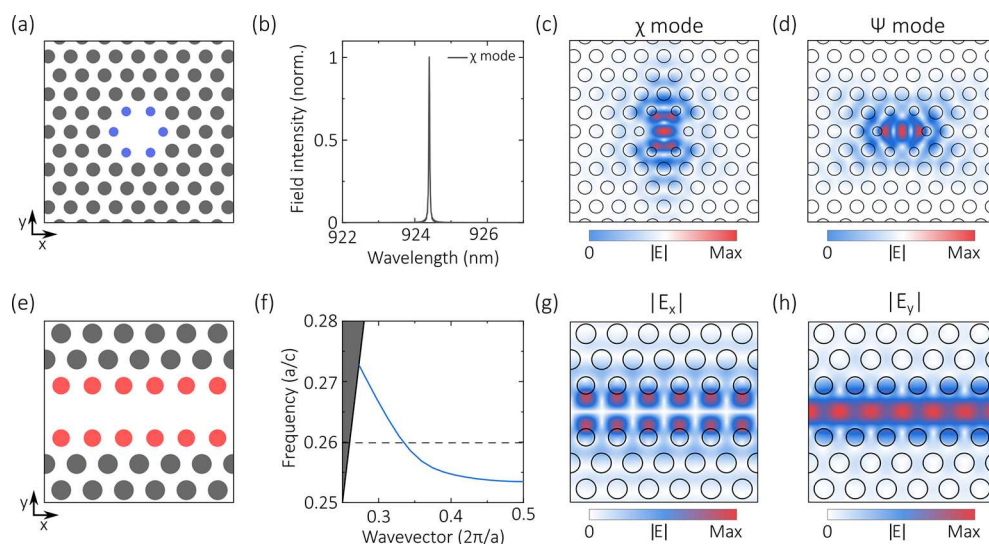 (a)
(b)
(c)
(d)
χ mode
Ψ mode
Field intensity (norm.)
1
0.5
0
χ mode
922
924
926
Wavelength (nm)
y
x
0
|E|
Max
0
|E|
Max
(e)
(f)
(g)
(h)
|Eₓ|
|E_y|
Frequency (a/c)
0.28
0.27
0.26
0.25
0.3
0.4
0.5
Wavevector (2π/a)
y
x
0
|E|
Max
0
|E|
Max